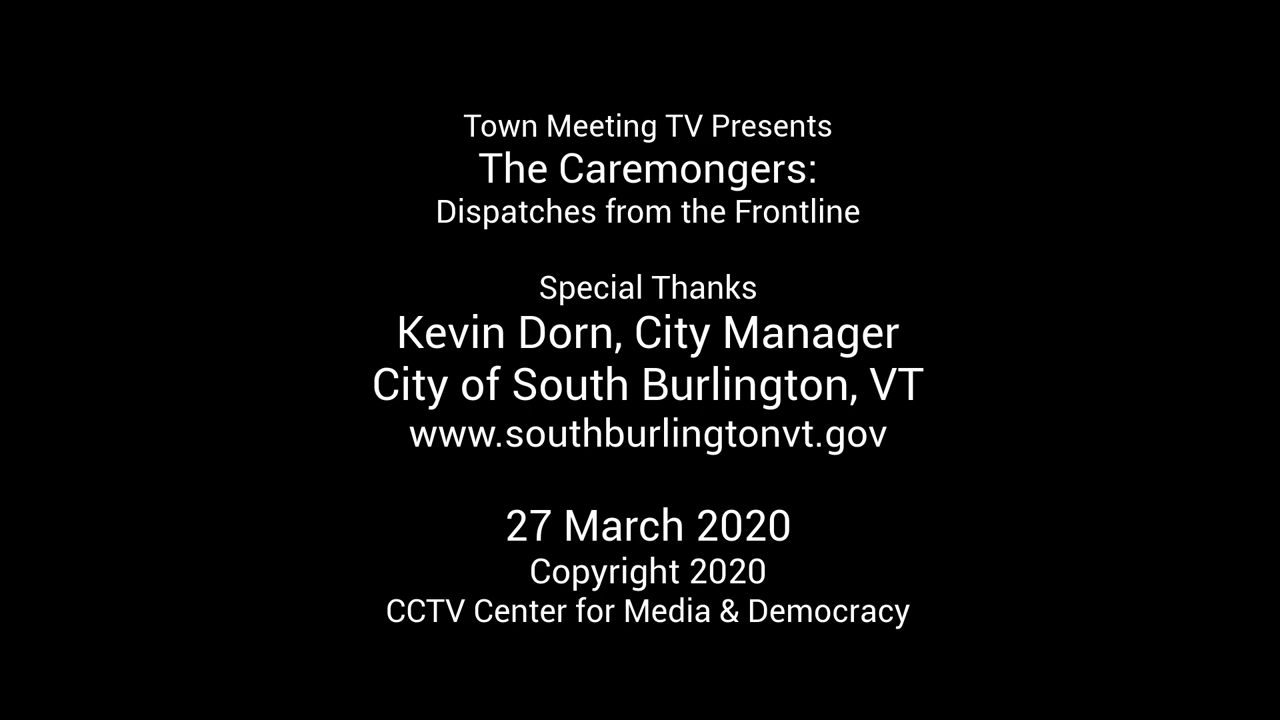 Town Meeting TV Presents
The Caremongers:
Dispatches from the Frontline
Special Thanks
Kevin Dorn, City Manager
City of South Burlington, VT
www.southburlingtonvt.gov
27 March 2020
Copyright 2020
CCTV Center for Media & Democracy